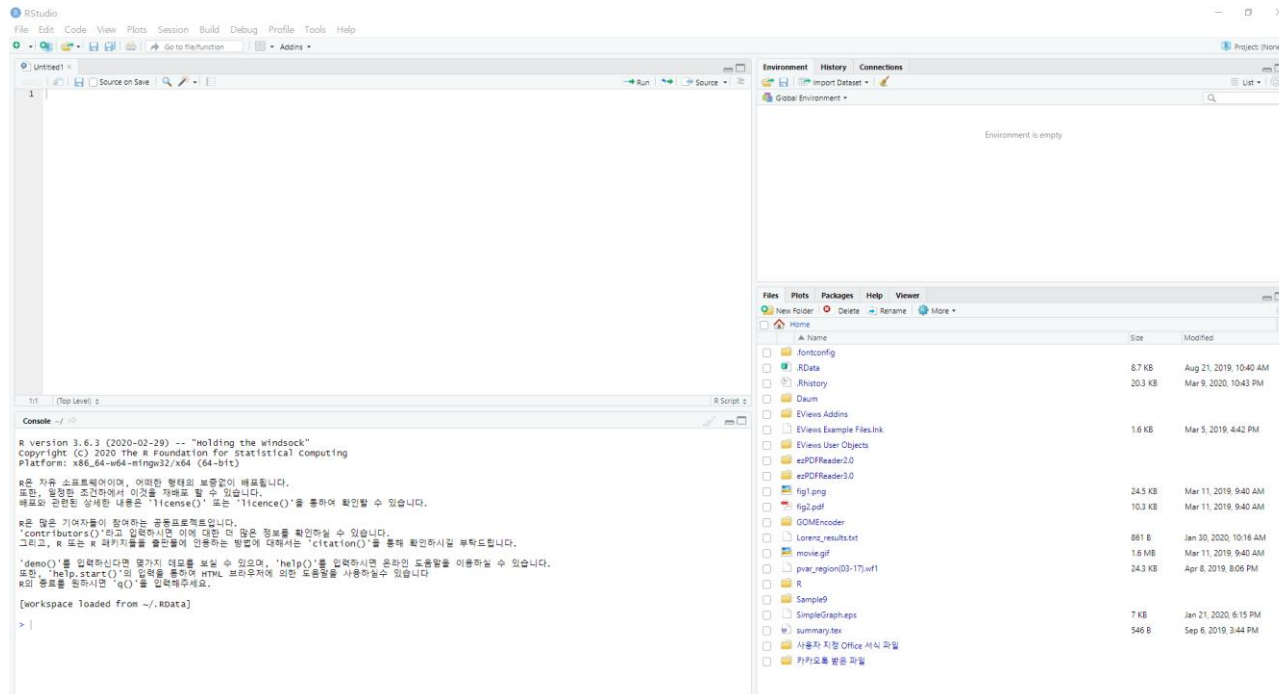 RStudio
File Edit Code View Plots Session Build Debug Profile Tools Help
Go to file/function Addins
Project: (None
Untitled1
Source on Save Run Source
1
1:1 (Top Level) R Script
Console ~/
R version 3.6.3 (2020-02-29) -- "Holding the Windsock"
Copyright (C) 2020 The R Foundation for Statistical Computing
Platform: x86_64-w64-mingw32/x64 (64-bit)
R은 자유 소프트웨어이며, 어떠한 형태의 보증없이 배포됩니다.
또한, 일정한 조건하에서 이것을 재배포 할 수 있습니다.
배포와 관련된 상세한 내용은 'license()' 또는 'licence()'을 통하여 확인할 수 있습니다.
R은 많은 기여자들이 참여하는 공동프로젝트입니다.
'contributors()'라고 입력하시면 이에 대한 더 많은 정보를 확인하실 수 있습니다.
그리고, R 또는 R 패키지들을 출판물에 인용하는 방법에 대해서는 'citation()'을 통해 확인하시길 부탁드립니다.
'demo()'를 입력하신다면 몇가지 데모를 보실 수 있으며, 'help()'를 입력하시면 온라인 도움말을 이용하실 수 있습니다.
또한, 'help.start()'의 입력을 통하여 HTML 브라우저에 의한 도움말을 사용하실수 있습니다
R의 종료를 원하시면 'q()'을 입력해주세요.
[Workspace loaded from ~/.RData]
>
Environment History Connections
Import Dataset List
Global Environment
Environment is empty
Files Plots Packages Help Viewer
New Folder Delete Rename More
Home
Name Size Modified
.fontconfig
.RData 8.7 KB Aug 21, 2019, 10:40 AM
.Rhistory 20.3 KB Mar 9, 2020, 10:43 PM
Daum
EViews Addins
EViews Example Files.lnk 1.6 KB Mar 5, 2019, 4:42 PM
EViews User Objects
ezPDFReader2.0
ezPDFReader3.0
fig1.png 24.5 KB Mar 11, 2019, 9:40 AM
fig2.pdf 10.3 KB Mar 11, 2019, 9:40 AM
GOMEncoder
Lorenz_results.txt 861 B Jan 30, 2020, 10:16 AM
movie.gif 1.6 MB Mar 11, 2019, 9:40 AM
pvar_region(03-17).wf1 24.3 KB Apr 8, 2019, 8:06 PM
R
Sample9
SimpleGraph.eps 7 KB Jan 21, 2020, 6:15 PM
summary.tex 546 B Sep 6, 2019, 3:44 PM
사용자 지정 Office 서식 파일
카카오톡 받은 파일